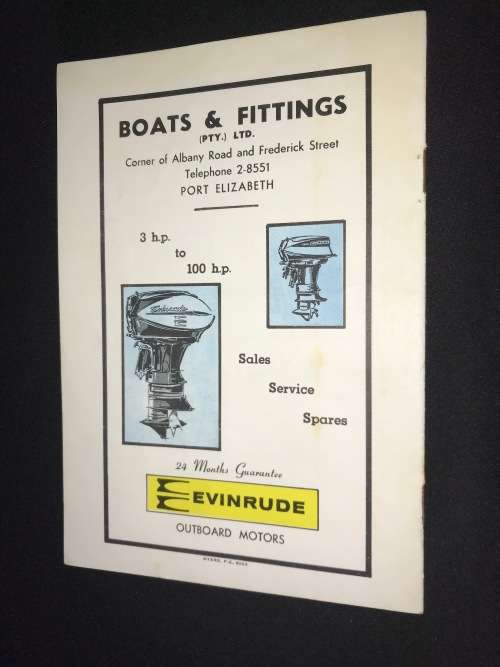 BOATS & FITTINGS
(PTY.) LTD.
Corner of Albany Road and Frederick Street
Telephone 2-8551
PORT ELIZABETH
3 h.p.
to
100 h.p.
Evinrude
Sales
Service
Spares
24 Months Guarantee
EVINRUDE
OUTBOARD MOTORS